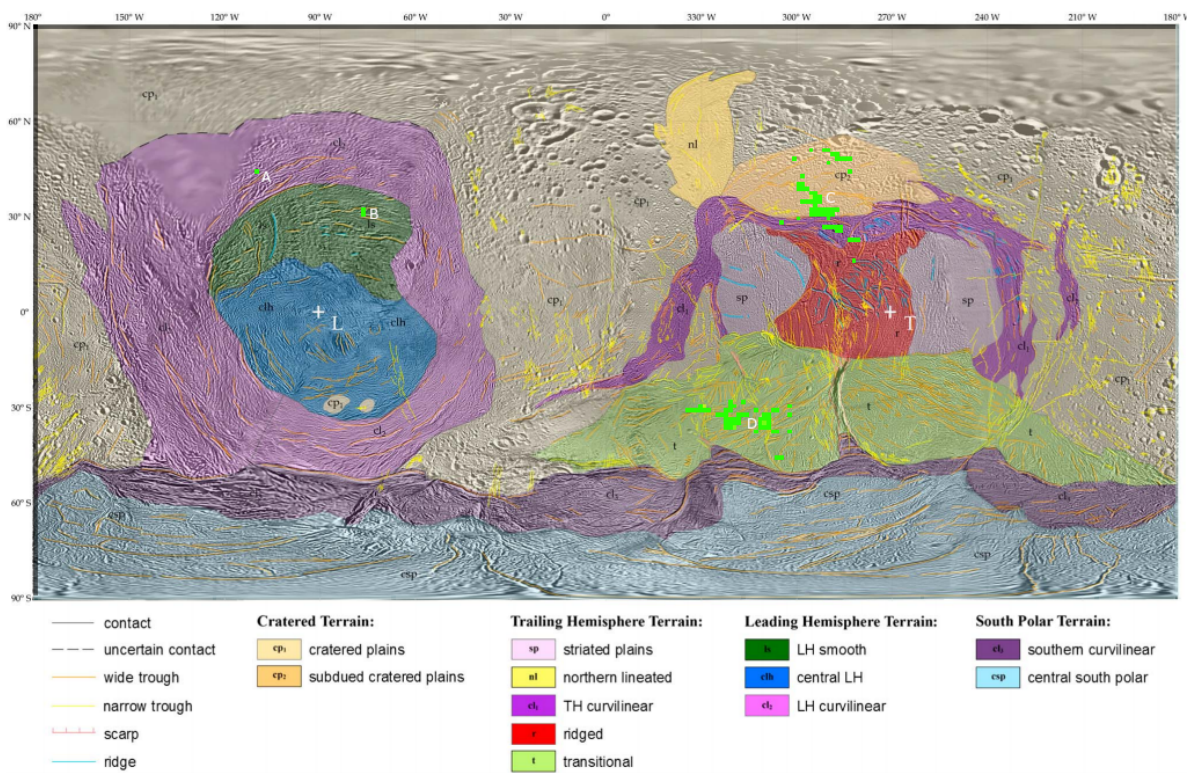 180° 150° W 120° W 90° W 60° W 30° W 0° 330° W 300° W 270° W 240° W 210° W 180° W
90° N
60° N
30° N
0°
30° S
60° S
90° S
cp₁
cl₂
A
B
ls
ls
clh
L
clh
cp₁
cl₂
cl₂
cp₁
cp₁
cp₁
nl
cp₂
C
cp₁
cl₁
sp
r
T
r
sp
cl₁
cl₁
cp₁
t
D
t
t
cl₃
csp
cl₃
csp
csp
csp
contact
uncertain contact
wide trough
narrow trough
scarp
ridge
Cratered Terrain:
cp₁ cratered plains
cp₂ subdued cratered plains
Trailing Hemisphere Terrain:
sp striated plains
nl northern lineated
cl₁ TH curvilinear
r ridged
t transitional
Leading Hemisphere Terrain:
ls LH smooth
clh central LH
cl₂ LH curvilinear
South Polar Terrain:
cl₃ southern curvilinear
csp central south polar